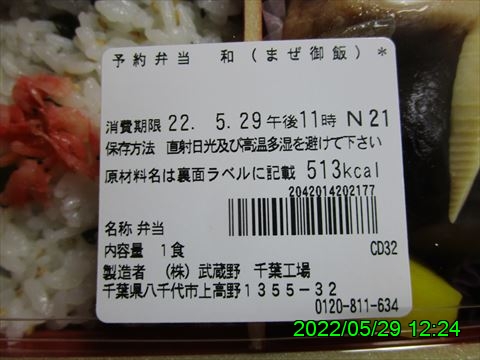 予約弁当　和（まぜ御飯）*
消費期限 22. 5.29午後11時 N21
保存方法　直射日光及び高温多湿を避けて下さい
原材料名は裏面ラベルに記載 513kcal
2042014202177
名称 弁当
内容量　1食 CD32
製造者　（株）武蔵野　千葉工場
千葉県八千代市上高野1355-32
0120-811-634
2022/05/29 12:24